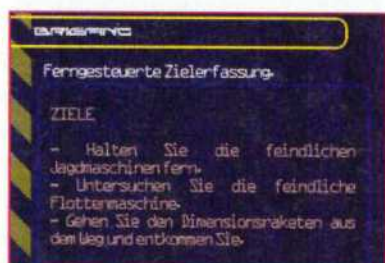 BRIEFING
Ferngesteuerte Zielerfassung.
ZIELE
- Halten Sie die feindlichen
Jagdmaschinen fern.
- Untersuchen Sie die feindliche
Flottenmaschine.
- Gehen Sie den Dimensionsraketen aus
dem Weg und entkommen Sie.